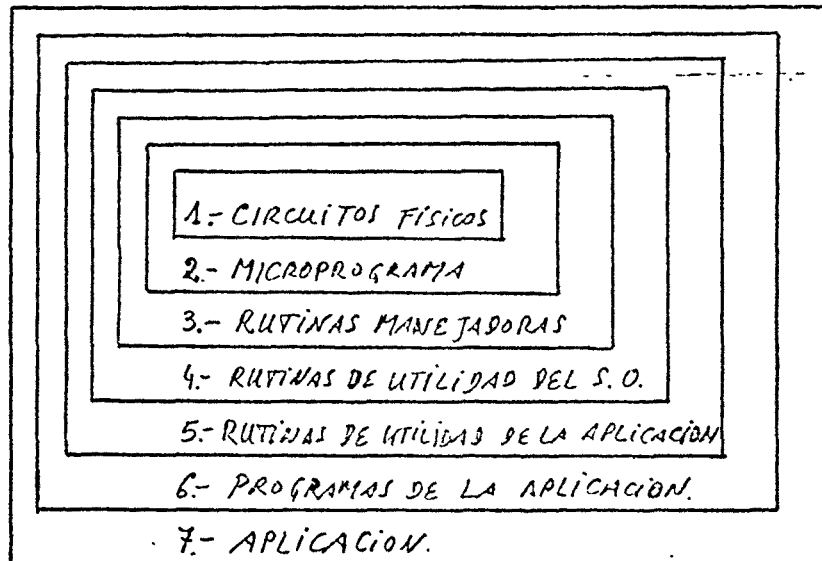 1.- CIRCUITOS FÍSICOS
2.- MICROPROGRAMA
3.- RUTINAS MANEJADORAS
4.- RUTINAS DE UTILIDAD DEL S.O.
5.- RUTINAS DE UTILIDAD DE LA APLICACIÓN
6.- PROGRAMAS DE LA APLICACION.
7.- APLICACION.